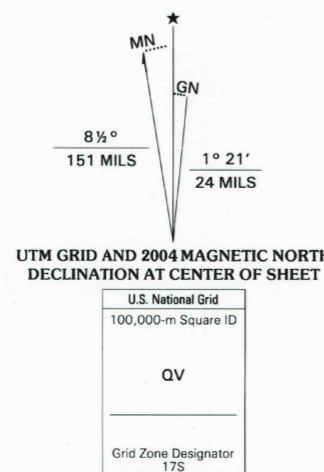 MN
GN
8½°
151 MILS
1° 21'
24 MILS
UTM GRID AND 2004 MAGNETIC NORTH
DECLINATION AT CENTER OF SHEET
U.S. National Grid
100,000-m Square ID
QV
Grid Zone Designator
17S